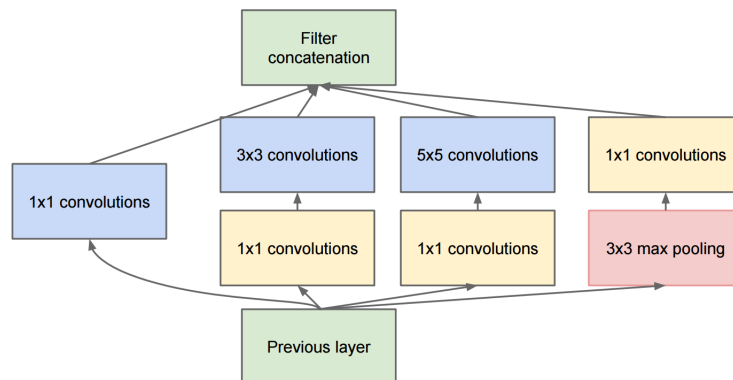 Filter
concatenation
3x3 convolutions
5x5 convolutions
1x1 convolutions
1x1 convolutions
1x1 convolutions
1x1 convolutions
3x3 max pooling
Previous layer